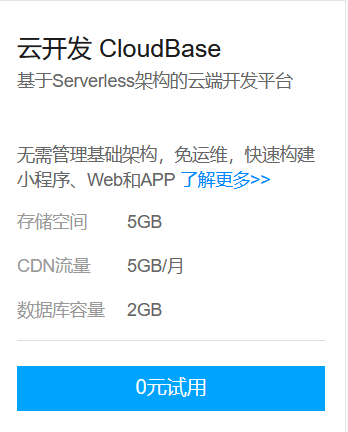 云开发 CloudBase
基于Serverless架构的云端开发平台
无需管理基础架构，免运维，快速构建
小程序、Web和APP 了解更多>>
存储空间 5GB
CDN流量 5GB/月
数据库容量 2GB
0元试用